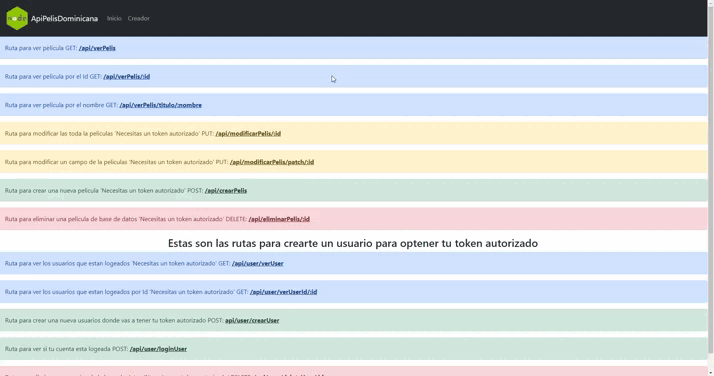 node ApiPelisDominicana Inicio Creador
Ruta para ver película GET: /api/verPelis
Ruta para ver película por el Id GET: /api/verPelis/:id
Ruta para ver película por el nombre GET: /api/verPelis/titulo/:nombre
Ruta para modificar las toda la películas 'Necesitas un token autorizado' PUT: /api/modificarPelis/:id
Ruta para modificar un campo de la películas 'Necesitas un token autorizado' PUT: /api/modificarPelis/patch/:id
Ruta para crear una nueva película 'Necesitas un token autorizado' POST: /api/crearPelis
Ruta para eliminar una película de base de datos 'Necesitas un token autorizado' DELETE: /api/eliminarPelis/:id
Estas son las rutas para crearte un usuario para optener tu token autorizado
Ruta para ver los usuarios que estan logeados 'Necesitas un token autorizado' GET: /api/user/verUser
Ruta para ver los usuarios que estan logeados por Id 'Necesitas un token autorizado' GET: /api/user/verUserId/:id
Ruta para crear una nueva usuarios donde vas a tener tu token autorizado POST: api/user/crearUser
Ruta para ver si tu cuenta esta logeada POST: /api/user/loginUser